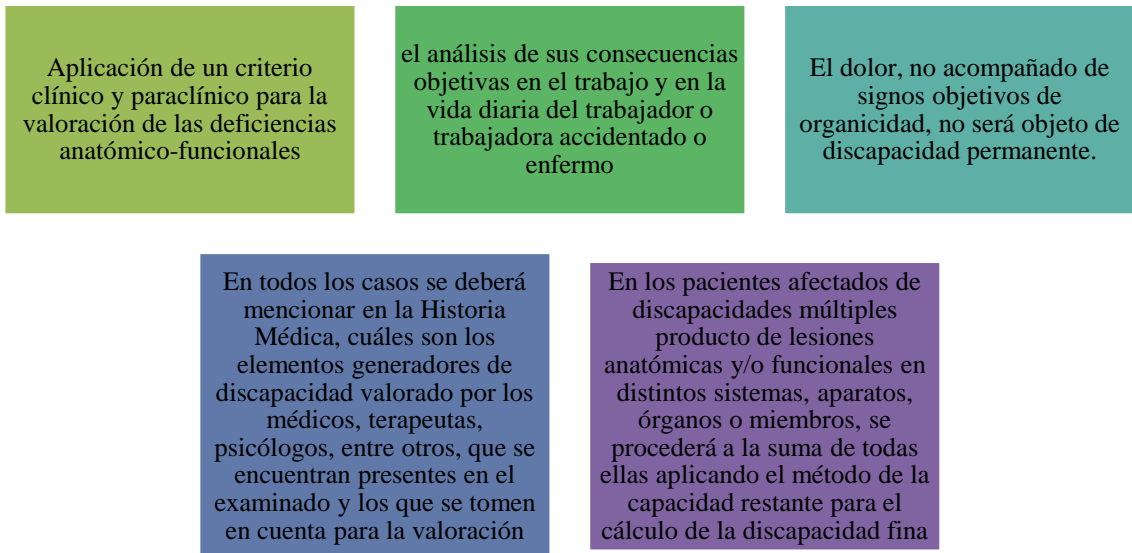 Aplicación de un criterio
clínico y paraclínico para la
valoración de las deficiencias
anatómico-funcionales
el análisis de sus consecuencias
objetivas en el trabajo y en la
vida diaria del trabajador o
trabajadora accidentado o
enfermo
El dolor, no acompañado de
signos objetivos de
organicidad, no será objeto de
discapacidad permanente.
En todos los casos se deberá
mencionar en la Historia
Médica, cuáles son los
elementos generadores de
discapacidad valorado por los
médicos, terapeutas,
psicólogos, entre otros, que se
encuentran presentes en el
examinado y los que se tomen
en cuenta para la valoración
En los pacientes afectados de
discapacidades múltiples
producto de lesiones
anatómicas y/o funcionales en
distintos sistemas, aparatos,
órganos o miembros, se
procederá a la suma de todas
ellas aplicando el método de la
capacidad restante para el
cálculo de la discapacidad fina